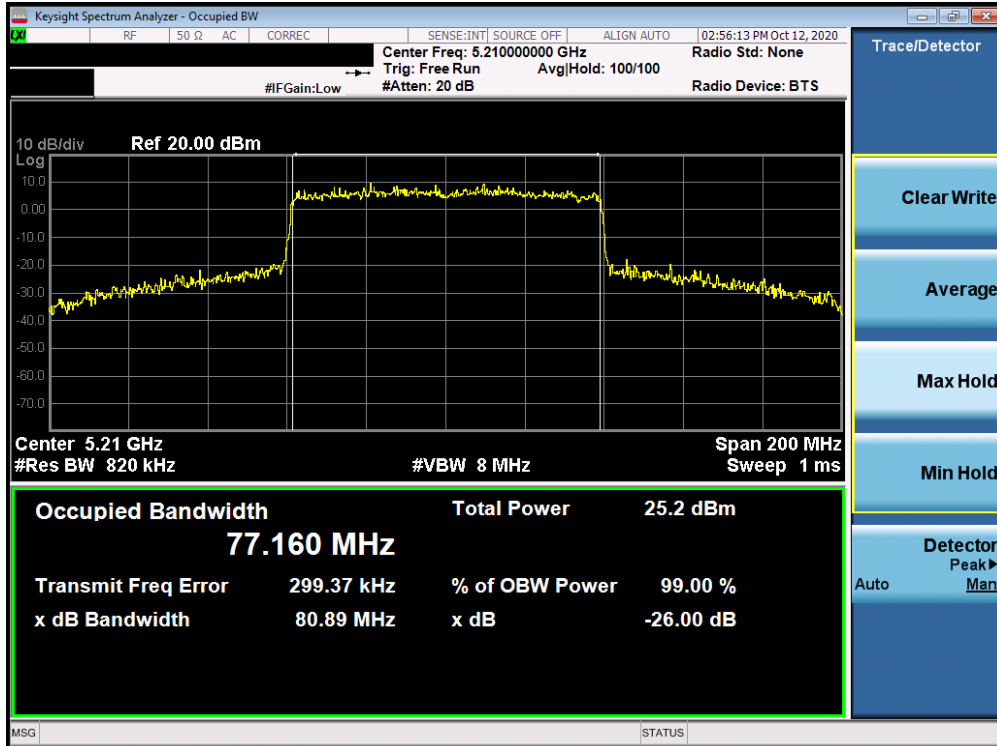 Keysight Spectrum Analyzer - Occupied BW
LXI RF 50 Ω AC CORREC SENSE:INT SOURCE OFF ALIGN AUTO 02:56:13 PM Oct 12, 2020
Center Freq: 5.210000000 GHz Radio Std: None
Trig: Free Run Avg|Hold: 100/100
#IFGain:Low #Atten: 20 dB Radio Device: BTS
Trace/Detector
10 dB/div Ref 20.00 dBm
Log
10.0
0.00
-10.0
-20.0
-30.0
-40.0
-50.0
-60.0
-70.0
Center 5.21 GHz Span 200 MHz
#Res BW 820 kHz #VBW 8 MHz Sweep 1 ms
Occupied Bandwidth Total Power 25.2 dBm
77.160 MHz
Transmit Freq Error 299.37 kHz % of OBW Power 99.00 %
x dB Bandwidth 80.89 MHz x dB -26.00 dB
Clear Write
Average
Max Hold
Min Hold
Detector
Peak▶
Auto Man
MSG STATUS